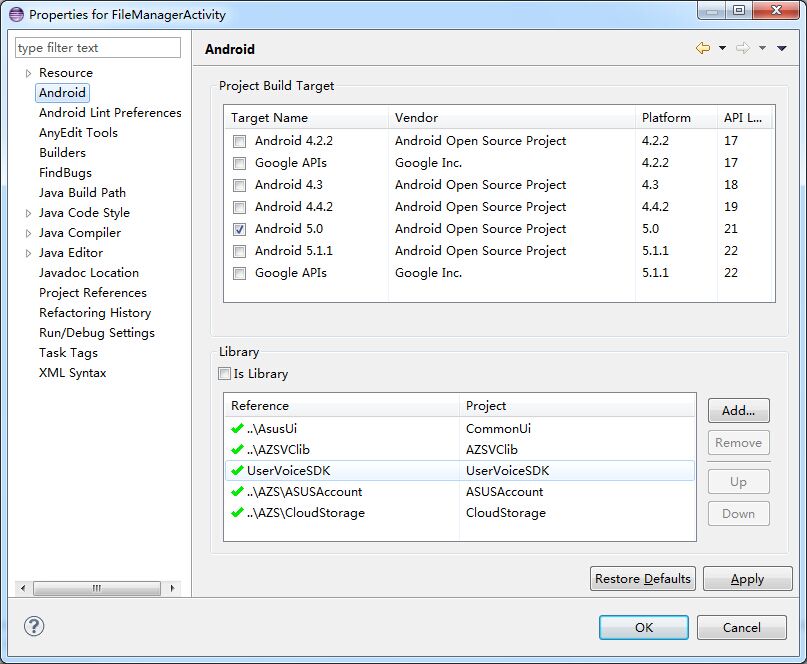 Properties for FileManagerActivity
type filter text
Resource
Android
Android Lint Preferences
AnyEdit Tools
Builders
FindBugs
Java Build Path
Java Code Style
Java Compiler
Java Editor
Javadoc Location
Project References
Refactoring History
Run/Debug Settings
Task Tags
XML Syntax
Android
Project Build Target
Target Name Vendor Platform API L...
Android 4.2.2 Android Open Source Project 4.2.2 17
Google APIs Google Inc. 4.2.2 17
Android 4.3 Android Open Source Project 4.3 18
Android 4.4.2 Android Open Source Project 4.4.2 19
Android 5.0 Android Open Source Project 5.0 21
Android 5.1.1 Android Open Source Project 5.1.1 22
Google APIs Google Inc. 5.1.1 22
Library
Is Library
Reference Project
..\AsusUi CommonUi
..\AZSVClib AZSVClib
UserVoiceSDK UserVoiceSDK
..\AZS\ASUSAccount ASUSAccount
..\AZS\CloudStorage CloudStorage
Add...
Remove
Up
Down
Restore Defaults Apply
? OK Cancel